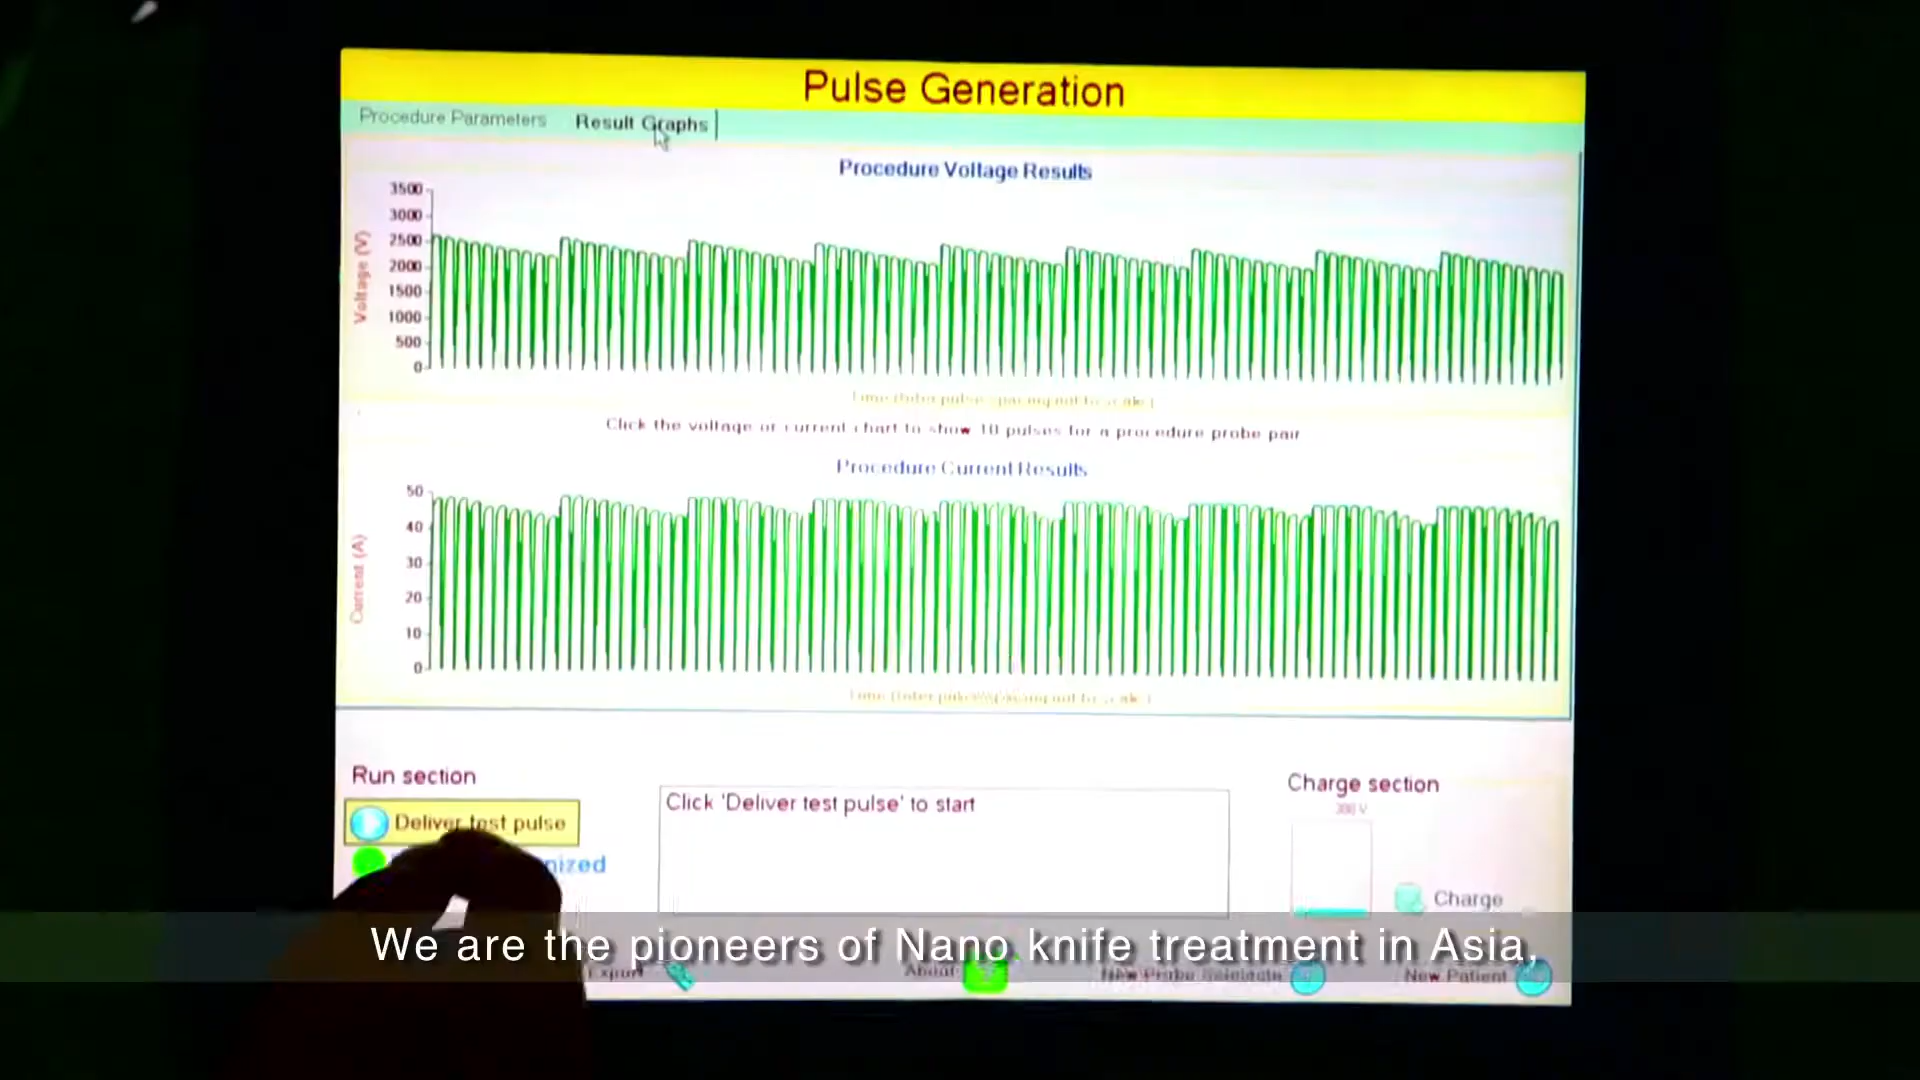 Pulse Generation
Procedure Parameters Result Graphs
Procedure Voltage Results
3500
3000
2500
2000
1500
1000
500
0
Voltage (V)
Click the voltage or current chart to show 10 pulses for a procedure probe pair
Procedure Current Results
50
40
30
20
10
0
Current (A)
Run section
Deliver test pulse
nized
Click 'Deliver test pulse' to start
Charge section
Charge
We are the pioneers of Nano knife treatment in Asia,
Export
About
New Probe
New Patient